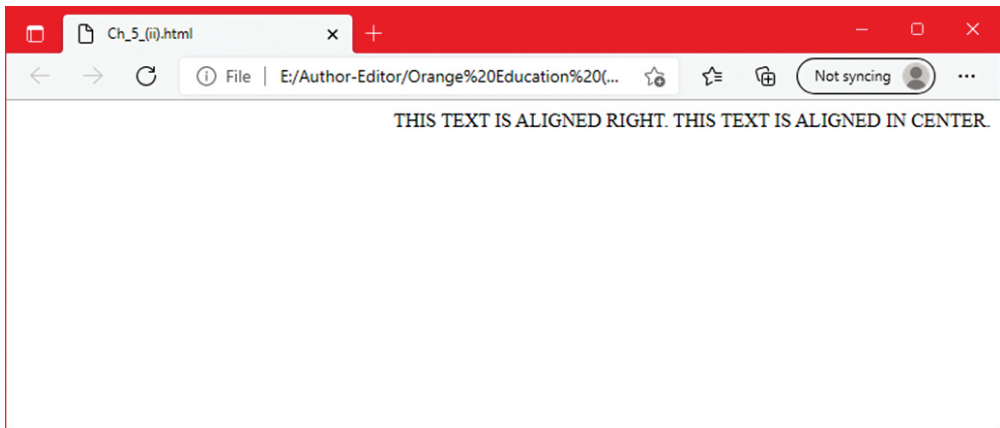 Ch_5_(ii).html
File E:/Author-Editor/Orange%20Education%20(... Not syncing
THIS TEXT IS ALIGNED RIGHT. THIS TEXT IS ALIGNED IN CENTER.